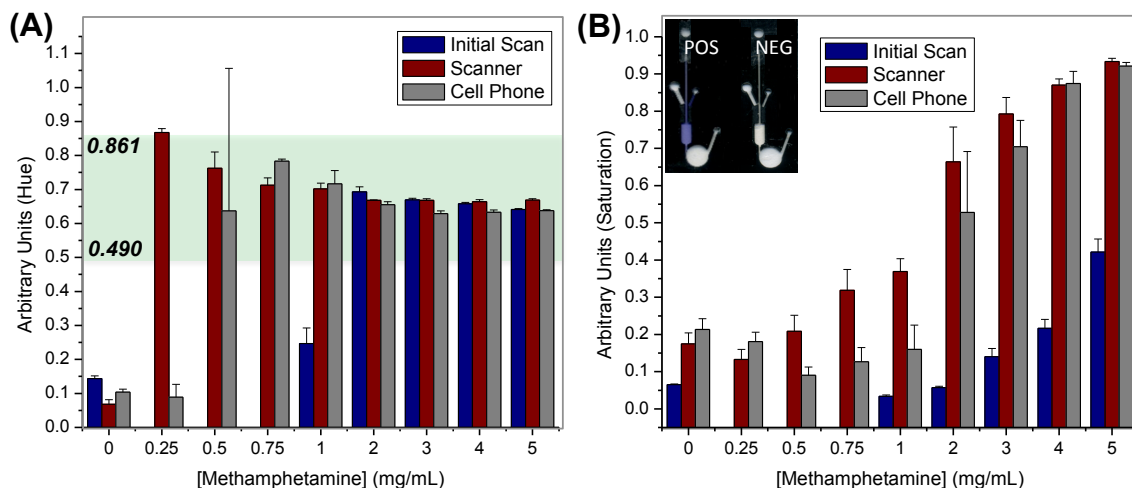 (A)
Arbitrary Units (Hue)
1.1
1.0
0.9
0.8
0.7
0.6
0.5
0.4
0.3
0.2
0.1
0.0
Initial Scan
Scanner
Cell Phone
0.861
0.490
0 0.25 0.5 0.75 1 2 3 4 5
[Methamphetamine] (mg/mL)
(B)
Arbitrary Units (Saturation)
1.0
0.9
0.8
0.7
0.6
0.5
0.4
0.3
0.2
0.1
0.0
POS NEG
Initial Scan
Scanner
Cell Phone
0 0.25 0.5 0.75 1 2 3 4 5
[Methamphetamine] (mg/mL)